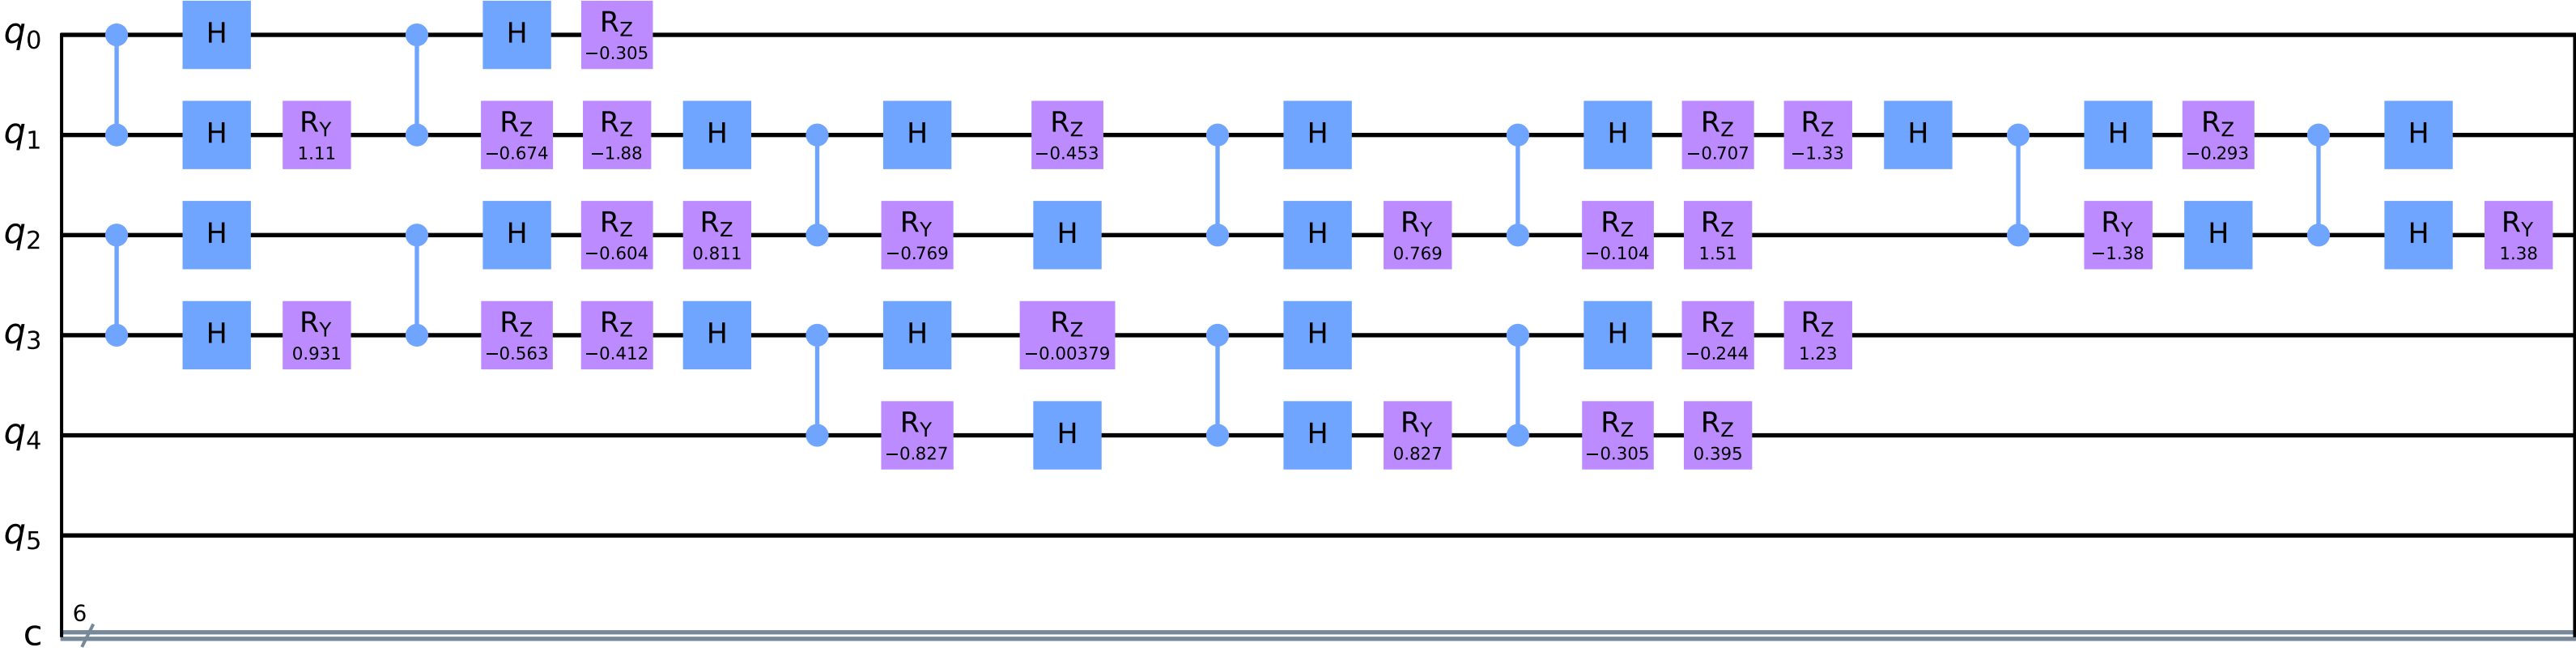 q0 H H RZ −0.305
q1 H RY 1.11 RZ −0.674 RZ −1.88 H H RZ −0.453 H H RZ −0.707 RZ −1.33 H H RZ −0.293 H
q2 H H RZ −0.604 RZ 0.811 RY −0.769 H H RY 0.769 RZ −0.104 RZ 1.51 RY −1.38 H H RY 1.38
q3 H RY 0.931 RZ −0.563 RZ −0.412 H H RZ −0.00379 H H RZ −0.244 RZ 1.23
q4 RY −0.827 H H RY 0.827 RZ −0.305 RZ 0.395
q5
6
c